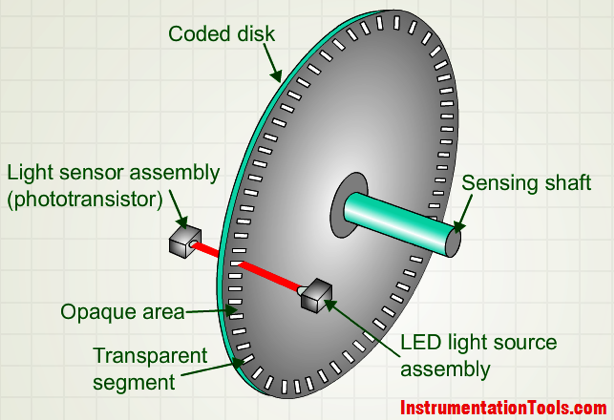 Coded disk
Light sensor assembly
(phototransistor)
Sensing shaft
Opaque area
LED light source
assembly
Transparent
segment
InstrumentationTools.com